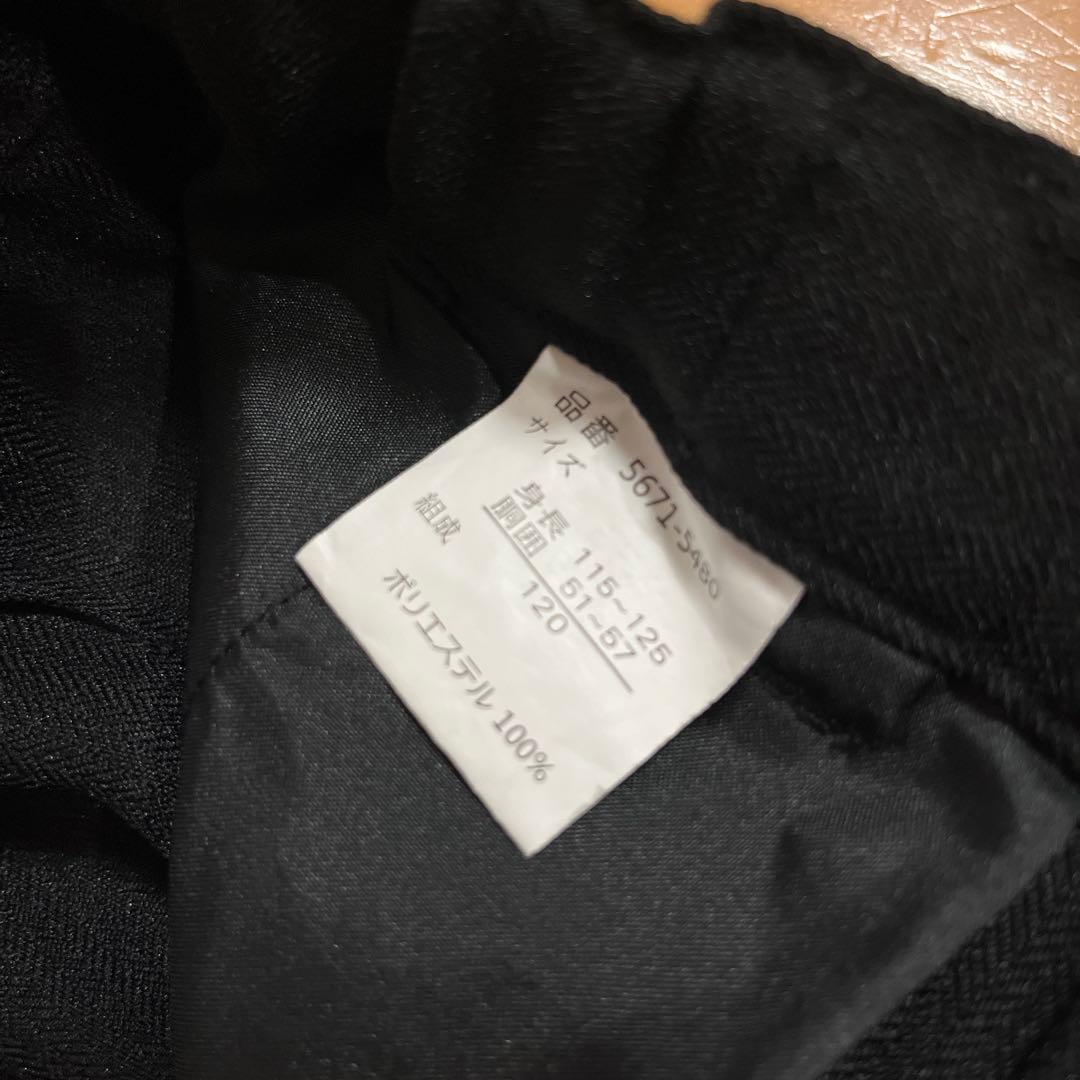 品番 5671-5480
サイズ
身長 115~125
胴囲 51~57
120
組成
ポリエステル 100%